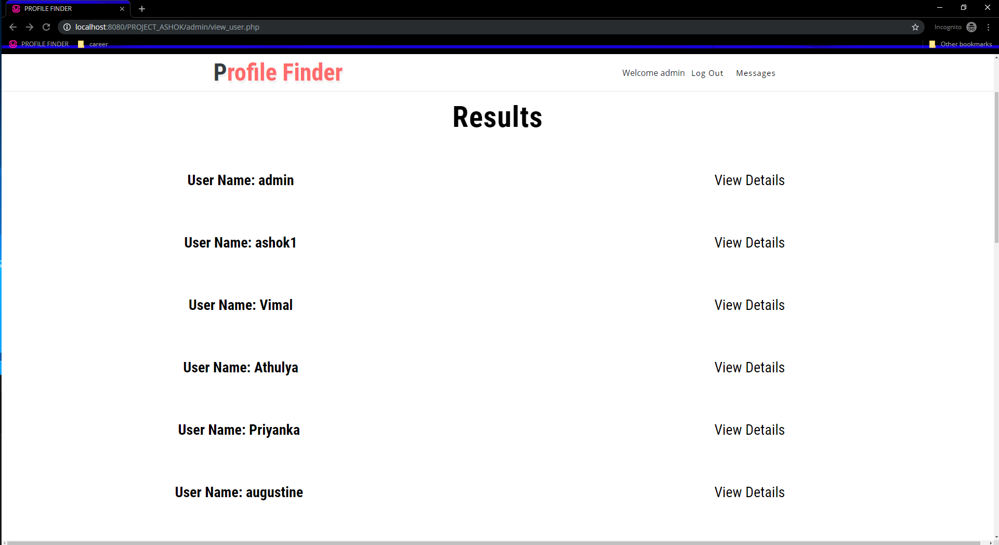 PROFILE FINDER
localhost:8080/PROJECT_ASHOK/admin/view_user.php
Incognito
PROFILE FINDER career Other bookmarks
Profile Finder
Welcome admin Log Out Messages
Results
User Name: admin View Details
User Name: ashok1 View Details
User Name: Vimal View Details
User Name: Athulya View Details
User Name: Priyanka View Details
User Name: augustine View Details